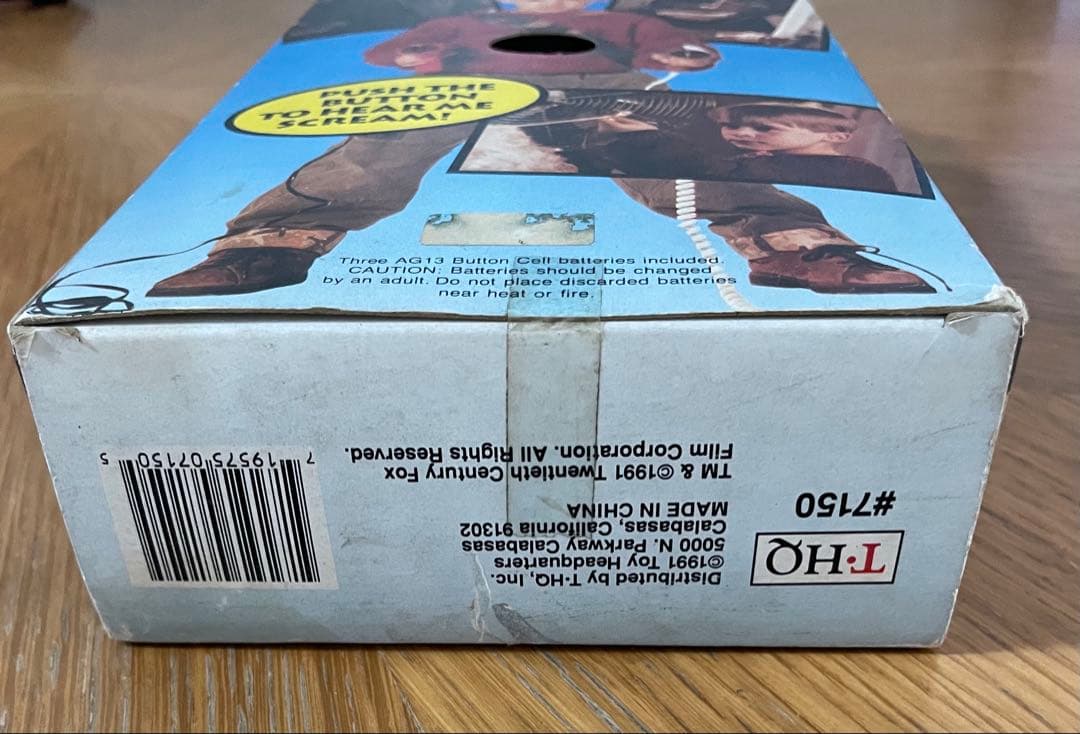 PUSH THE
BUTTON
TO HEAR ME
SCREAM!
Three AG13 Button Cell batteries included.
CAUTION: Batteries should be changed
by an adult. Do not place discarded batteries
near heat or fire.
T·HQ
#7150
Distributed by T·HQ, Inc.
©1991 Toy Headquarters
5000 N. Parkway Calabasas
Calabasas, California 91302
MADE IN CHINA
TM & ©1991 Twentieth Century Fox
Film Corporation. All Rights Reserved.
7 19575 07150 5